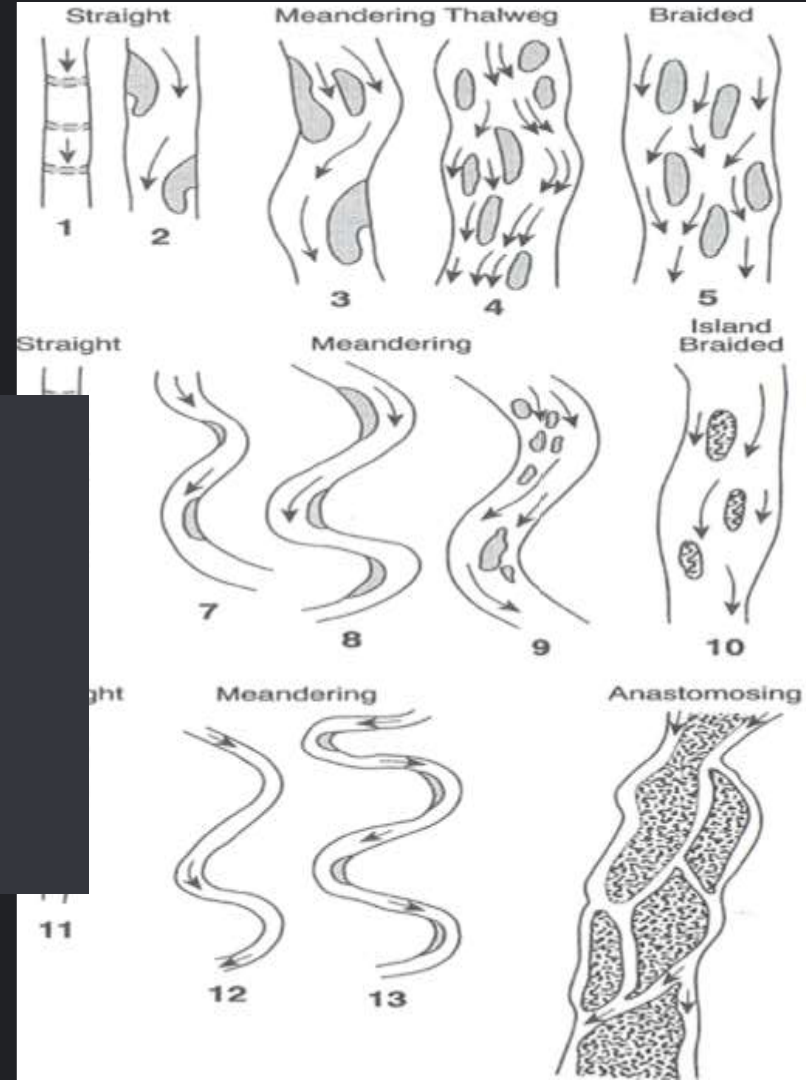 Straight Meandering Thalweg Braided
1 2 3 4 5
Straight Meandering Island
Braided
7 8 9 10
ght Meandering Anastomosing
11 12 13